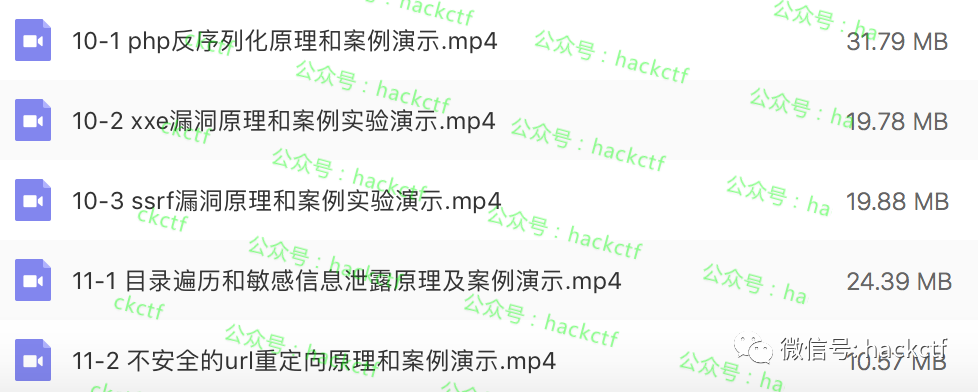 10-1 php反序列化原理和案例演示.mp4 31.79 MB
10-2 xxe漏洞原理和案例实验演示.mp4 19.78 MB
10-3 ssrf漏洞原理和案例实验演示.mp4 19.88 MB
11-1 目录遍历和敏感信息泄露原理及案例演示.mp4 24.39 MB
11-2 不安全的url重定向原理和案例演示.mp4 10.57 MB
微信号: hackctf
公众号：hackctf